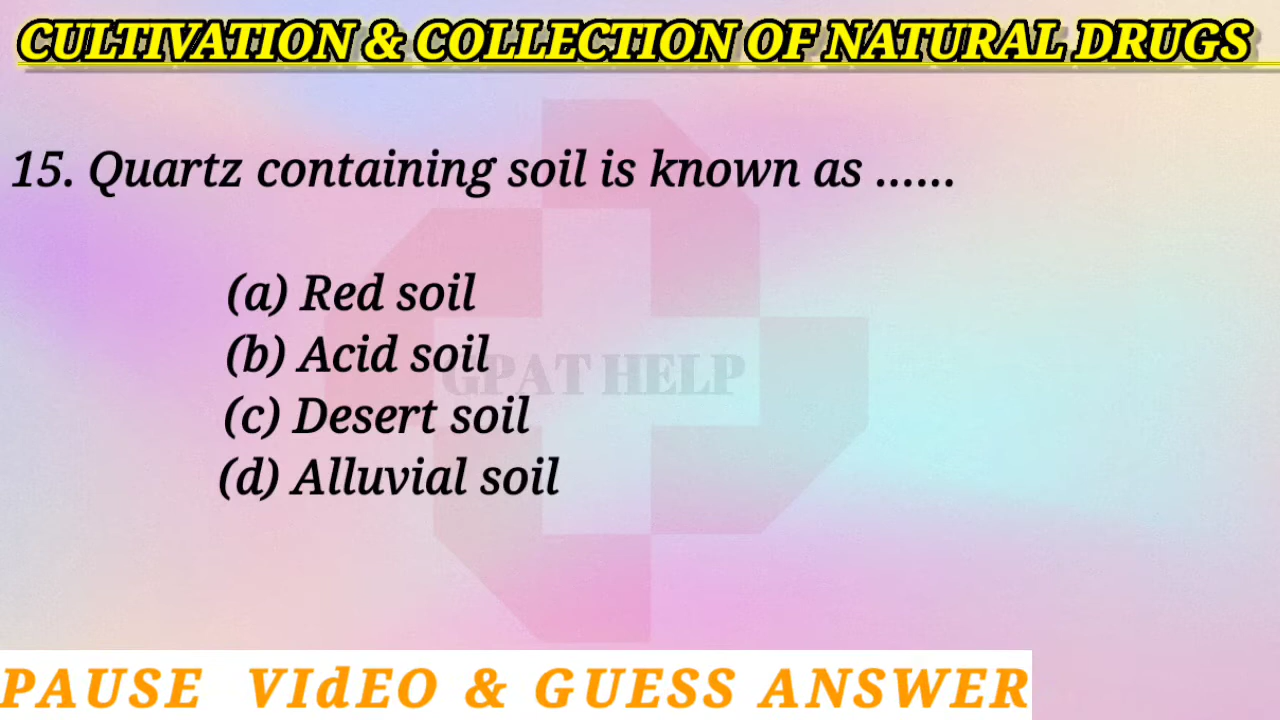 CULTIVATION & COLLECTION OF NATURAL DRUGS
15. Quartz containing soil is known as ......
(a) Red soil
(b) Acid soil
GPAT HELP
(c) Desert soil
(d) Alluvial soil
PAUSE VIdEO & GUESS ANSWER